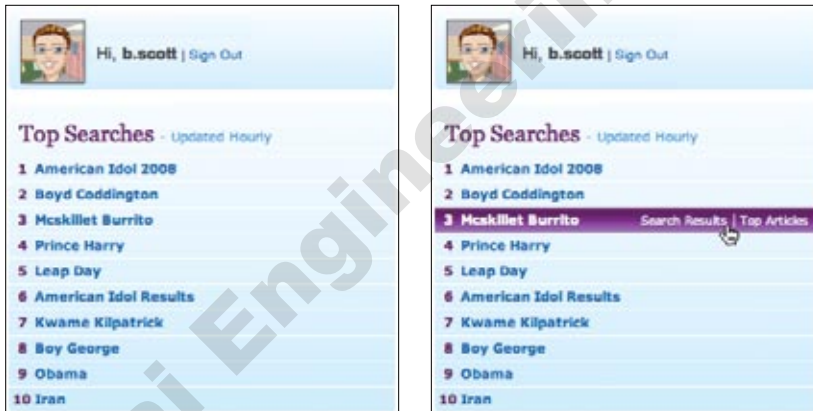 Hi, b.scott | Sign Out
Top Searches - Updated Hourly
1 American Idol 2008
2 Boyd Coddington
3 Mcskillet Burrito
4 Prince Harry
5 Leap Day
6 American Idol Results
7 Kwame Kilpatrick
8 Boy George
9 Obama
10 Iran
Hi, b.scott | Sign Out
Top Searches - Updated Hourly
1 American Idol 2008
2 Boyd Coddington
3 Mcskillet Burrito Search Results | Top Articles
4 Prince Harry
5 Leap Day
6 American Idol Results
7 Kwame Kilpatrick
8 Boy George
9 Obama
10 Iran